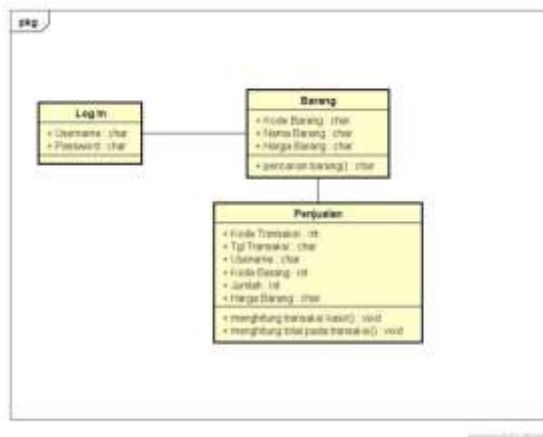 pkg
Log In
+ Username : char
+ Password : char
Barang
+ Kode Barang : char
+ Nama Barang : char
+ Harga Barang : char
+ pencarian barang() : char
Penjualan
+ Kode Transaksi : int
+ Tgl Transaksi : char
+ Username : char
+ Kode Barang : int
+ Jumlah : int
+ Harga Barang : char
+ menghitung transaksi kasir() : void
+ menghitung total pada transaksi() : void